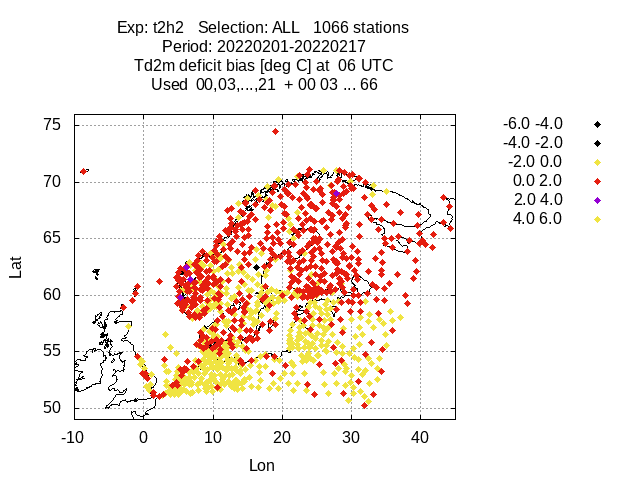 Exp: t2h2   Selection: ALL   1066 stations
Period: 20220201-20220217
Td2m deficit bias [deg C] at  06 UTC
Used  00,03,...,21  + 00 03 ... 66
-6.0 -4.0
-4.0 -2.0
-2.0 0.0
0.0 2.0
2.0 4.0
4.0 6.0
75
70
65
60
55
50
Lat
-10 0 10 20 30 40
Lon